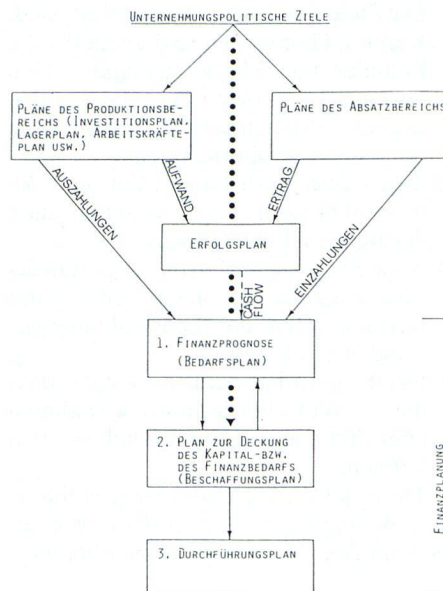 UNTERNEHMUNGSPOLITISCHE ZIELE
PLÄNE DES PRODUKTIONSBE-
REICHS (INVESTITIONSPLAN,
LAGERPLAN, ARBEITSKRÄFTE-
PLAN USW.)
PLÄNE DES ABSATZBEREICHS
AUSZAHLUNGEN
AUFWAND
ERTRAG
EINZAHLUNGEN
ERFOLGSPLAN
CASH
FLOW
1. FINANZPROGNOSE
(BEDARFSPLAN)
2. PLAN ZUR DECKUNG
DES KAPITAL-BZW.
DES FINANZBEDARFS
(BESCHAFFUNGSPLAN)
FINANZPLANUNG
3. DURCHFÜHRUNGSPLAN